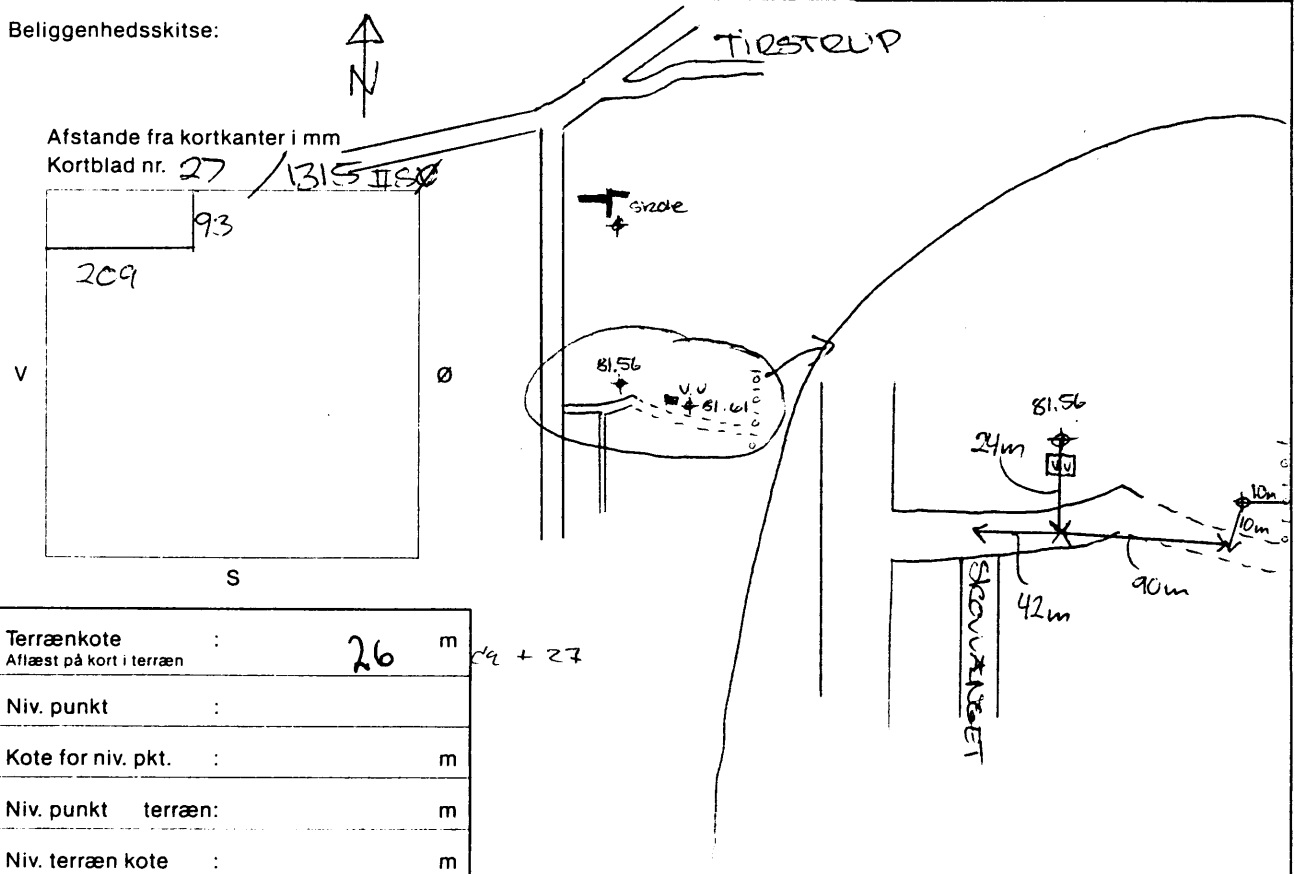 Beliggenhedsskitse:
N
TIRSTRUP
Afstande fra kortkanter i mm
Kortblad nr. 27 / 1315 II SØ
93
209
V
Ø
S
81.56
V.V
81.61
81.56
24m
VV
10m
10m
42m
90m
SKOVVÆNGET
Terrænkote : 26 m
Aflæst på kort i terræn
+ 27
Niv. punkt :
Kote for niv. pkt. : m
Niv. punkt terræn: m
Niv. terræn kote : m